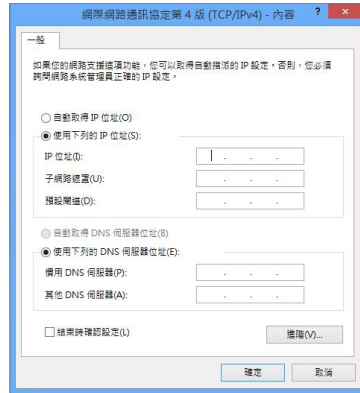 網際網路通訊協定第 4 版 (TCP/IPv4) - 內容
一般
如果您的網路支援這項功能，您可以取得自動指派的 IP 設定。否則，您必須
詢問網路系統管理員正確的 IP 設定。
自動取得 IP 位址(O)
使用下列的 IP 位址(S):
IP 位址(I):
子網路遮罩(U):
預設閘道(D):
自動取得 DNS 伺服器位址(B)
使用下列的 DNS 伺服器位址(E):
慣用 DNS 伺服器(P):
其他 DNS 伺服器(A):
結束時確認設定(L)
進階(V)...
確定 取消